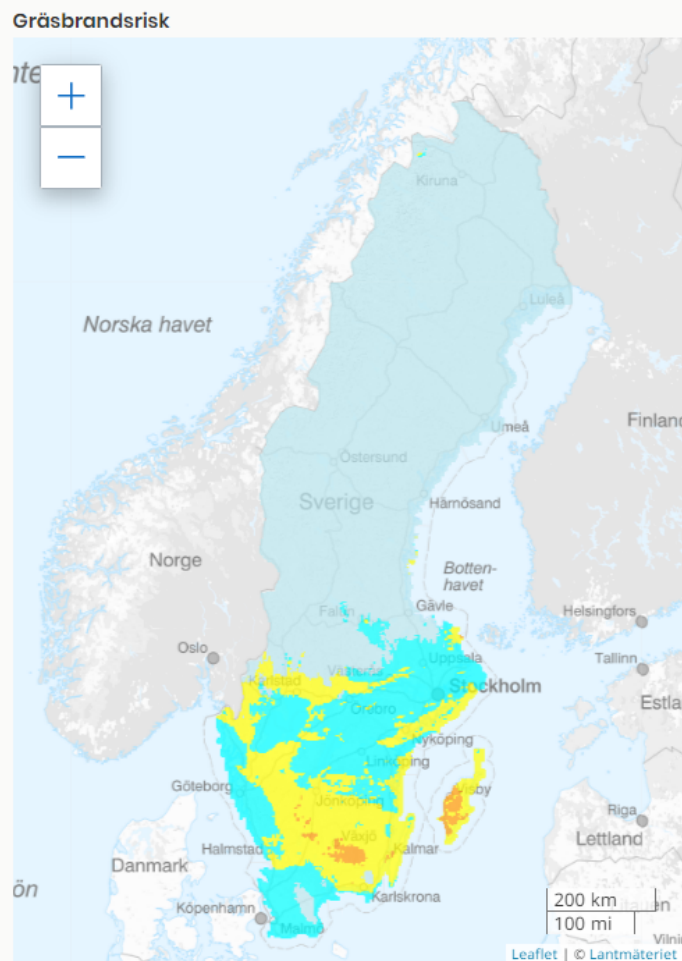 Gräsbrandsrisk
+
−
Kiruna
Luleå
Norska havet
Umeå
Finland
Östersund
Sverige
Härnösand
Norge
Botten-
havet
Falun
Gävle
Helsingfors
Oslo
Tallinn
Västerås
Uppsala
Karlstad
Stockholm
Örebro
Estla
Nyköping
Linköping
Göteborg
Visby
Jönköping
Riga
Växjö
Lettland
Halmstad
Kalmar
Danmark
ön
Karlskrona
200 km
Köpenhamn
100 mi
Malmö
Leaflet | © Lantmäteriet